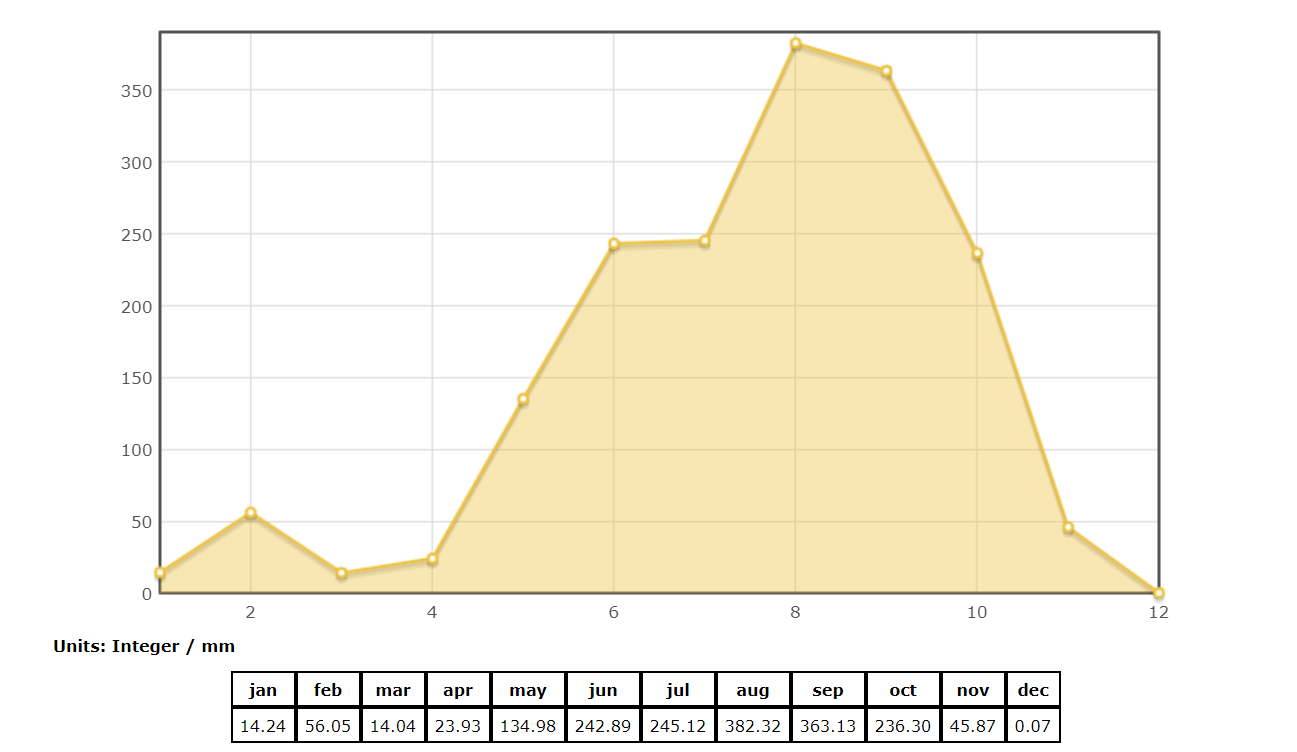 350
300
250
200
150
100
50
0
2 4 6 8 10 12
Units: Integer / mm
jan feb mar apr may jun jul aug sep oct nov dec
14.24 56.05 14.04 23.93 134.98 242.89 245.12 382.32 363.13 236.30 45.87 0.07